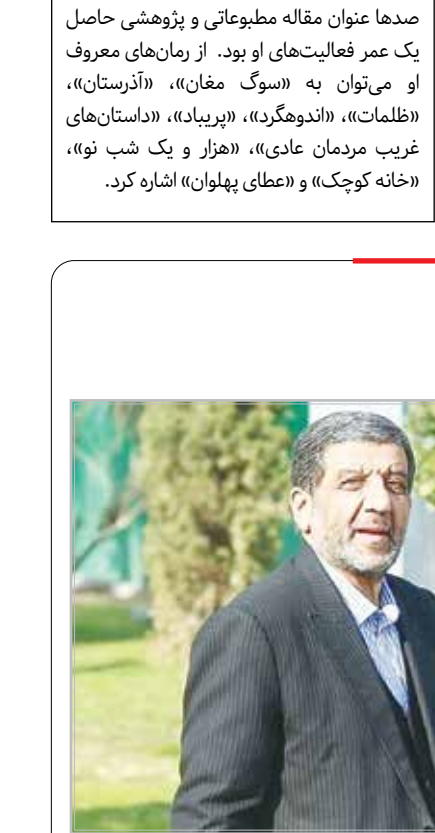 صدها عنوان مقاله مطبوعاتی و پژوهشی حاصل
یک عمر فعالیت‌های او بود. از رمان‌های معروف
او می‌توان به «سوگ مغان»، «آذرستان»،
«ظلمات»، «اندوهگرد»، «پریباد»، «داستان‌های
غریب مردمان عادی»، «هزار و یک شب نو»،
«خانه کوچک» و «عطای پهلوان» اشاره کرد.